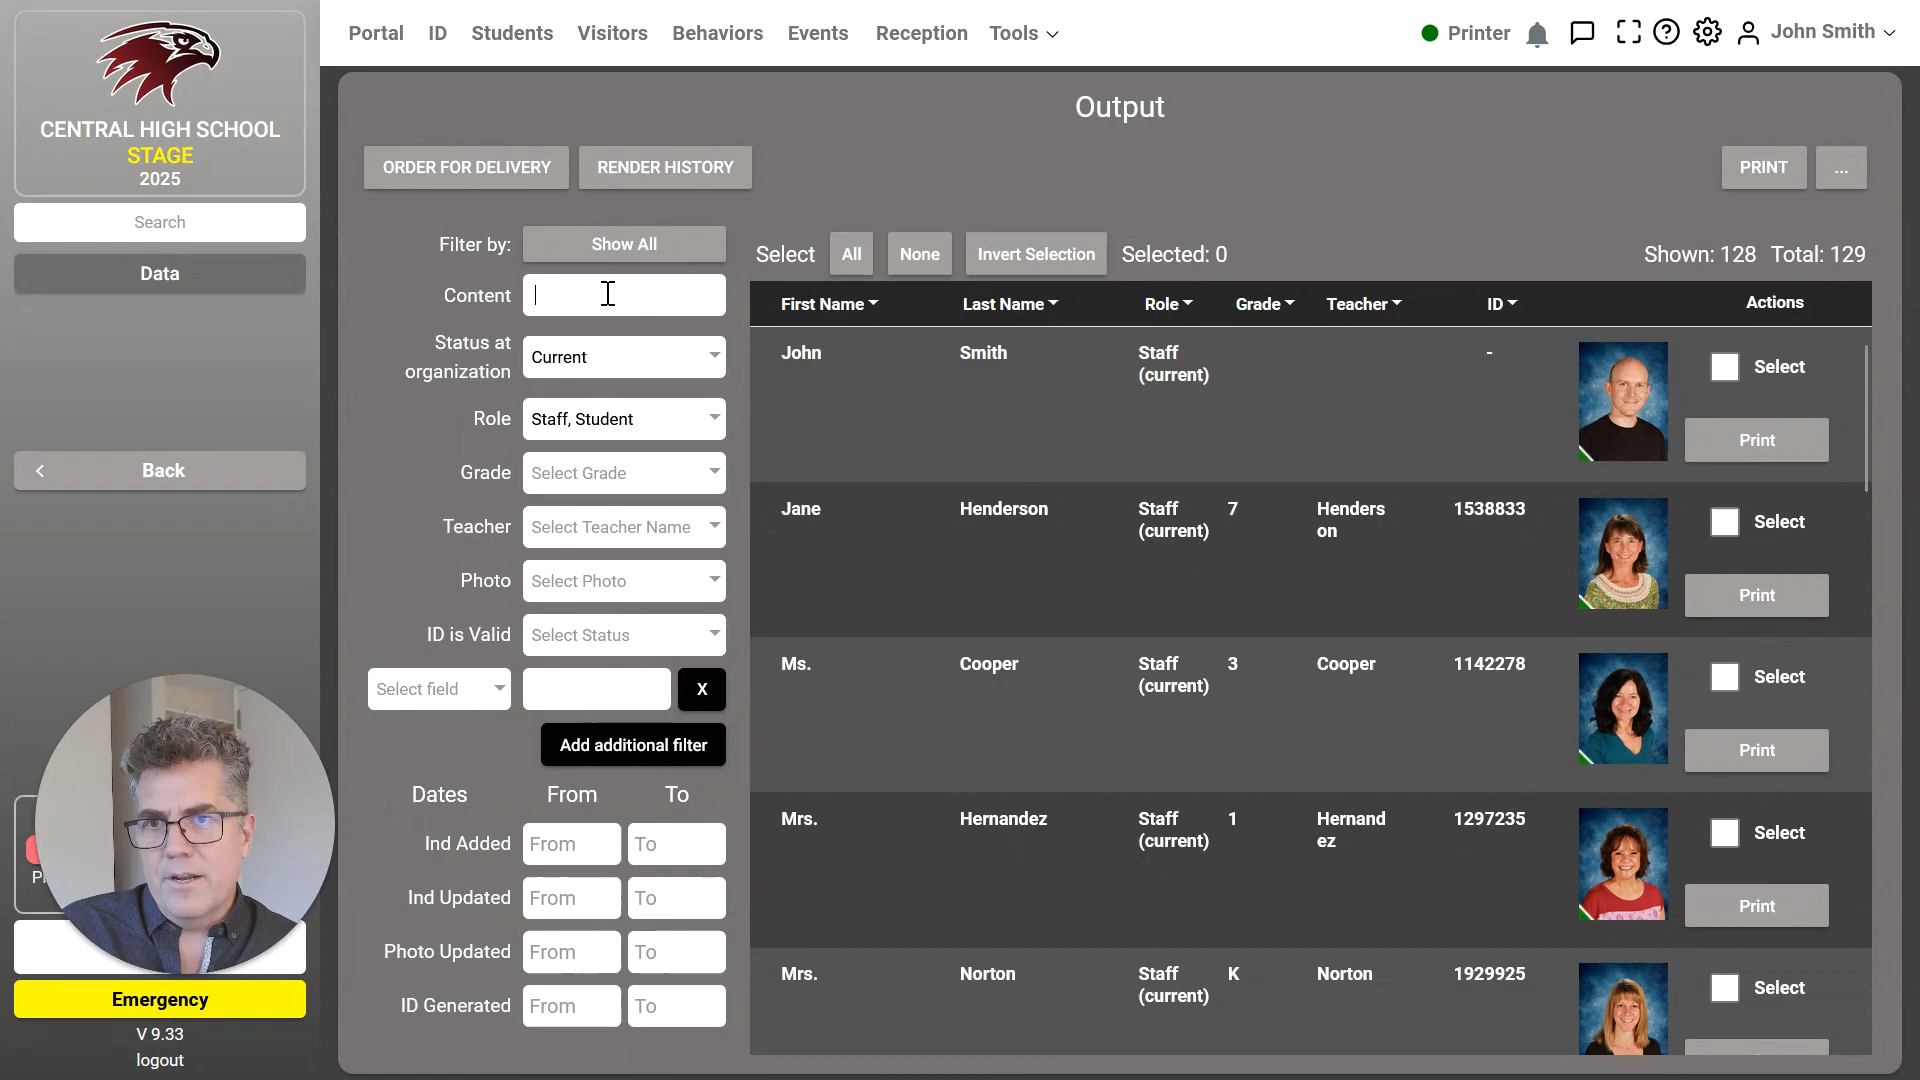 CENTRAL HIGH SCHOOL
STAGE
2025
Search
Data
Back
Emergency
V 9.33
logout
Portal ID Students Visitors Behaviors Events Reception Tools
Printer John Smith
Output
ORDER FOR DELIVERY RENDER HISTORY PRINT ...
Filter by: Show All
Content
Status at
organization Current
Role Staff, Student
Grade Select Grade
Teacher Select Teacher Name
Photo Select Photo
ID is Valid Select Status
Select field X
Add additional filter
Dates From To
Ind Added From To
Ind Updated From To
Photo Updated From To
ID Generated From To
Select All None Invert Selection Selected: 0 Shown: 128 Total: 129
First Name Last Name Role Grade Teacher ID Actions
John Smith Staff - Select
(current)
Print
Jane Henderson Staff 7 Henders 1538833 Select
(current) on
Print
Ms. Cooper Staff 3 Cooper 1142278 Select
(current)
Print
Mrs. Hernandez Staff 1 Hernand 1297235 Select
(current) ez
Print
Mrs. Norton Staff K Norton 1929925 Select
(current)